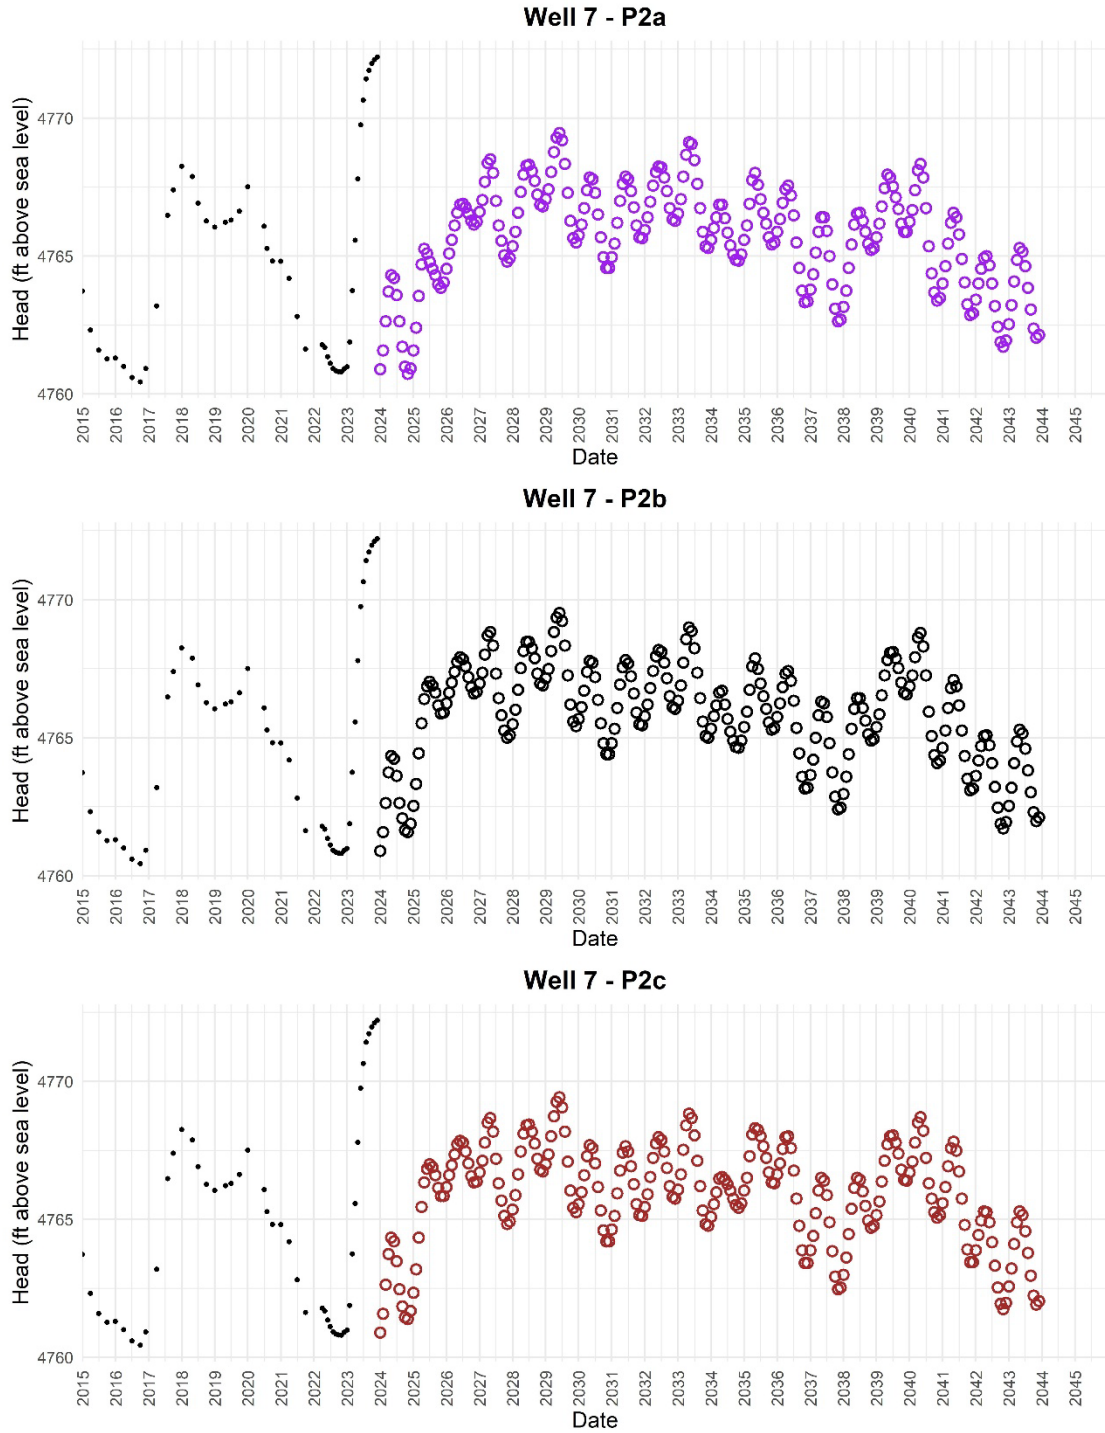 Well 7 - P2a
Head (ft above sea level)
4770
4765
4760
2015 2016 2017 2018 2019 2020 2021 2022 2023 2024 2025 2026 2027 2028 2029 2030 2031 2032 2033 2034 2035 2036 2037 2038 2039 2040 2041 2042 2043 2044 2045
Date
Well 7 - P2b
Head (ft above sea level)
4770
4765
4760
2015 2016 2017 2018 2019 2020 2021 2022 2023 2024 2025 2026 2027 2028 2029 2030 2031 2032 2033 2034 2035 2036 2037 2038 2039 2040 2041 2042 2043 2044 2045
Date
Well 7 - P2c
Head (ft above sea level)
4770
4765
4760
2015 2016 2017 2018 2019 2020 2021 2022 2023 2024 2025 2026 2027 2028 2029 2030 2031 2032 2033 2034 2035 2036 2037 2038 2039 2040 2041 2042 2043 2044 2045
Date